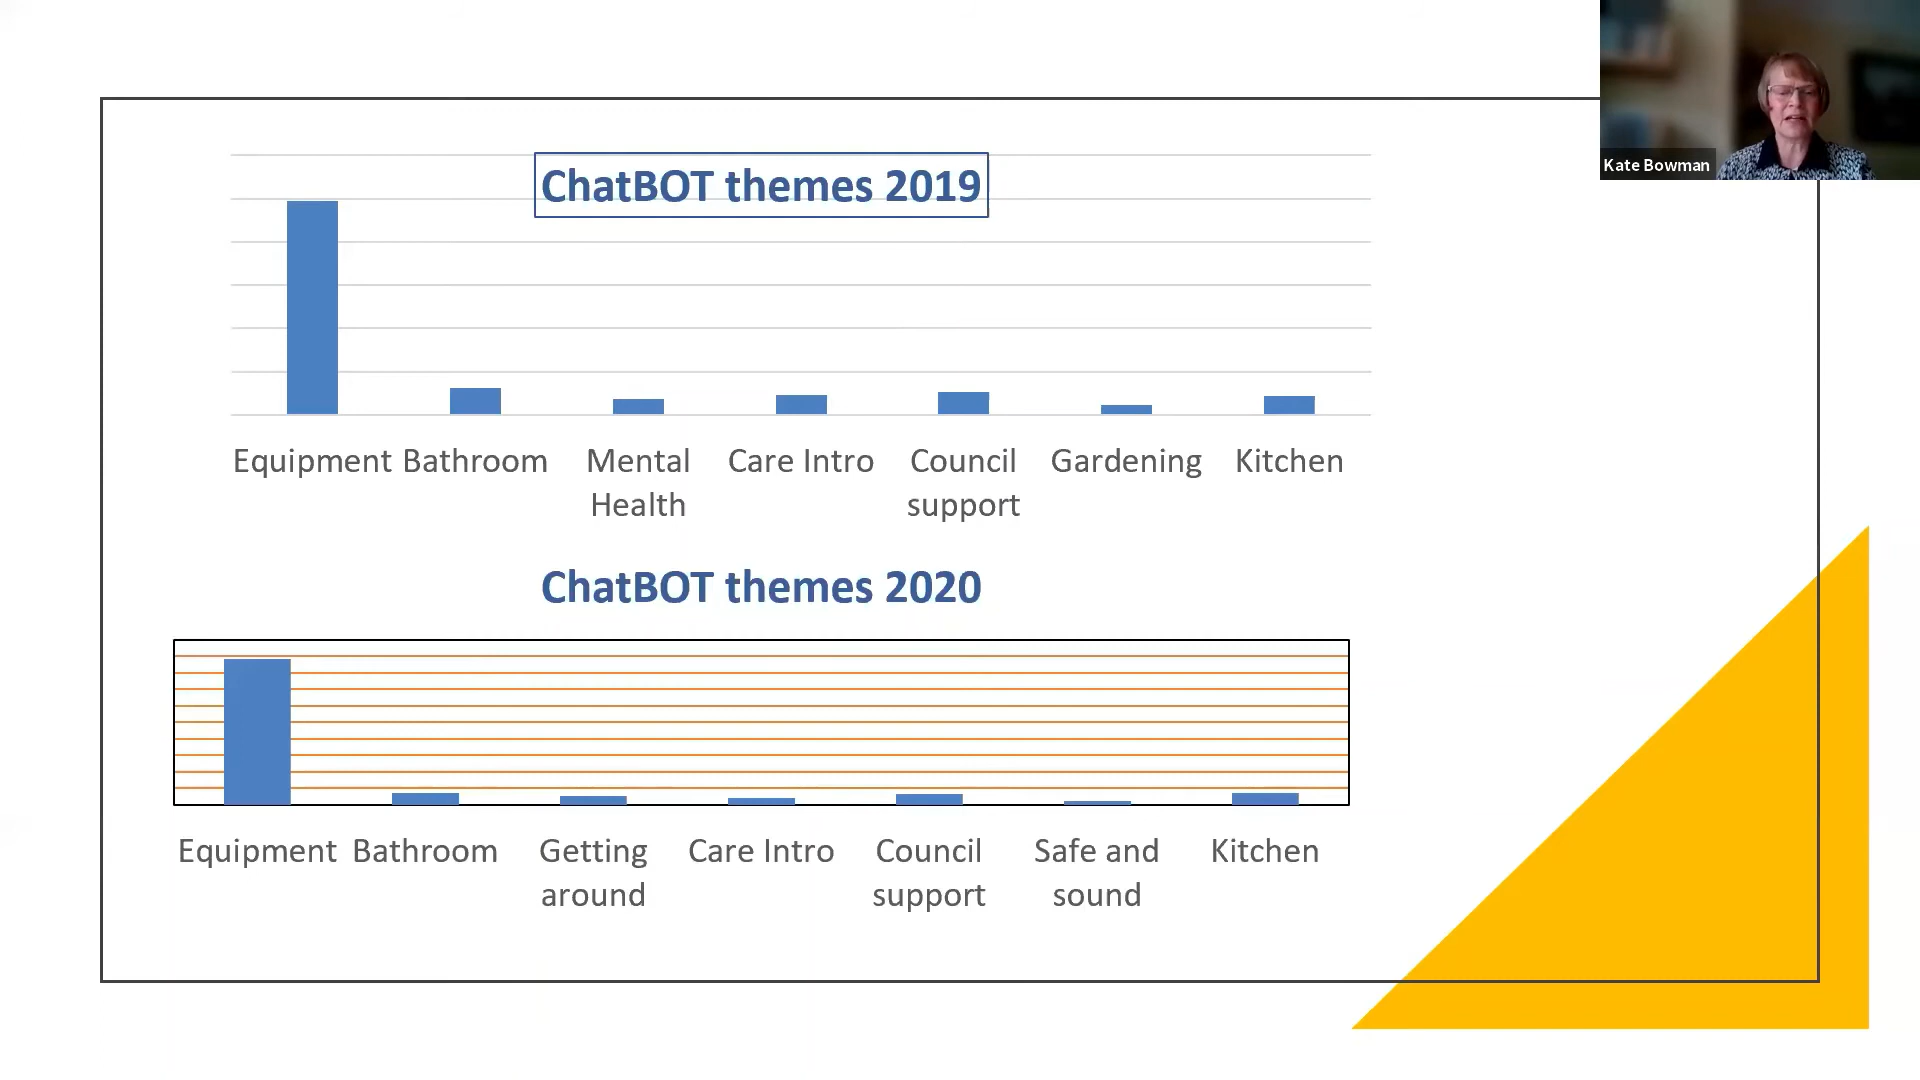 Kate Bowman
ChatBOT themes 2019
Equipment Bathroom Mental Care Intro Council Gardening Kitchen
Health support
ChatBOT themes 2020
Equipment Bathroom Getting Care Intro Council Safe and Kitchen
around support sound